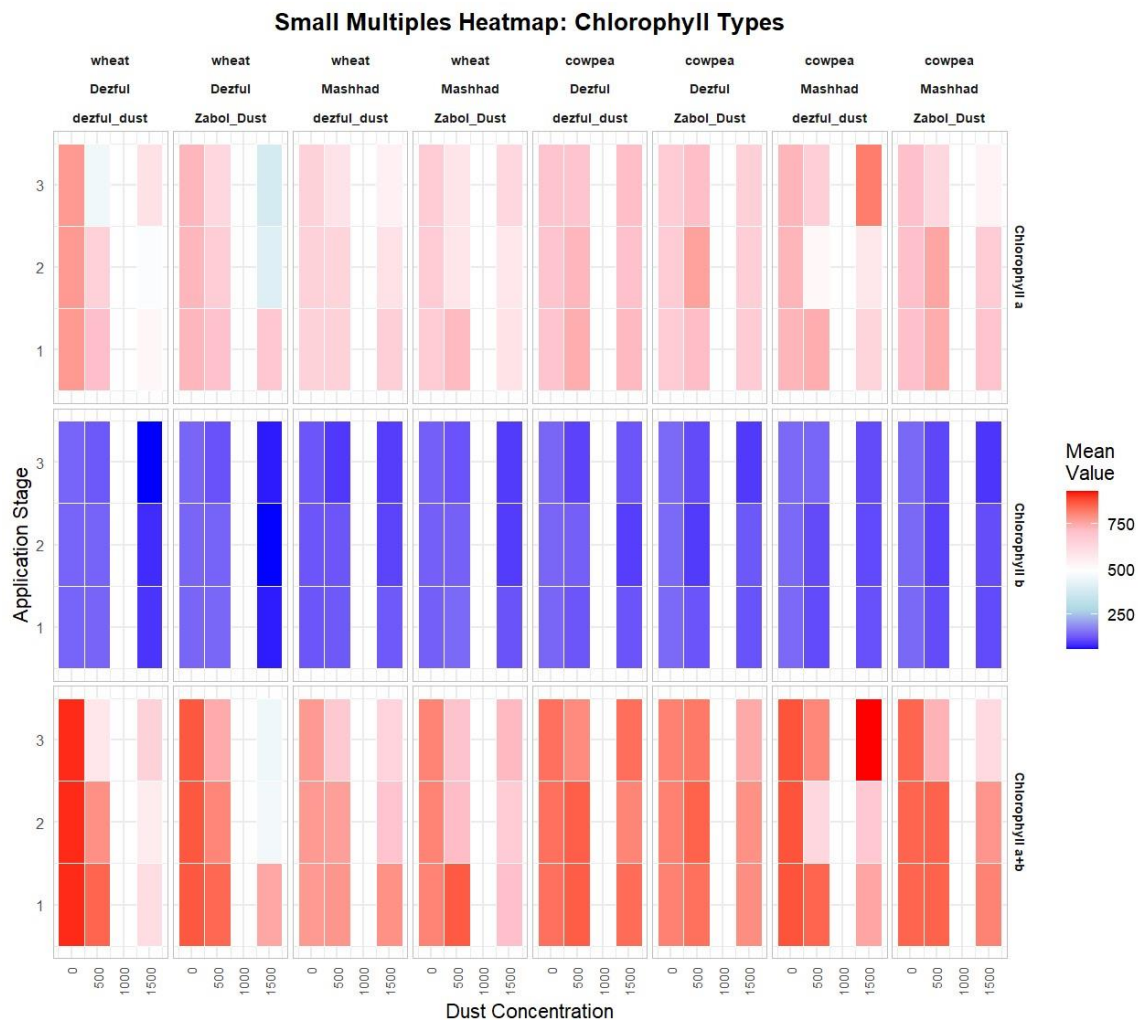 Small Multiples Heatmap: Chlorophyll Types
wheat wheat wheat wheat cowpea cowpea cowpea cowpea
Dezful Dezful Mashhad Mashhad Dezful Dezful Mashhad Mashhad
dezful_dust Zabol_Dust dezful_dust Zabol_Dust dezful_dust Zabol_Dust dezful_dust Zabol_Dust
3
2
1
Chlorophyll a
3
2
1
Chlorophyll b
3
2
1
Chlorophyll a+b
Application Stage
0 500 1000 1500 0 500 1000 1500 0 500 1000 1500 0 500 1000 1500 0 500 1000 1500 0 500 1000 1500 0 500 1000 1500 0 500 1000 1500
Dust Concentration
Mean
Value
750
500
250